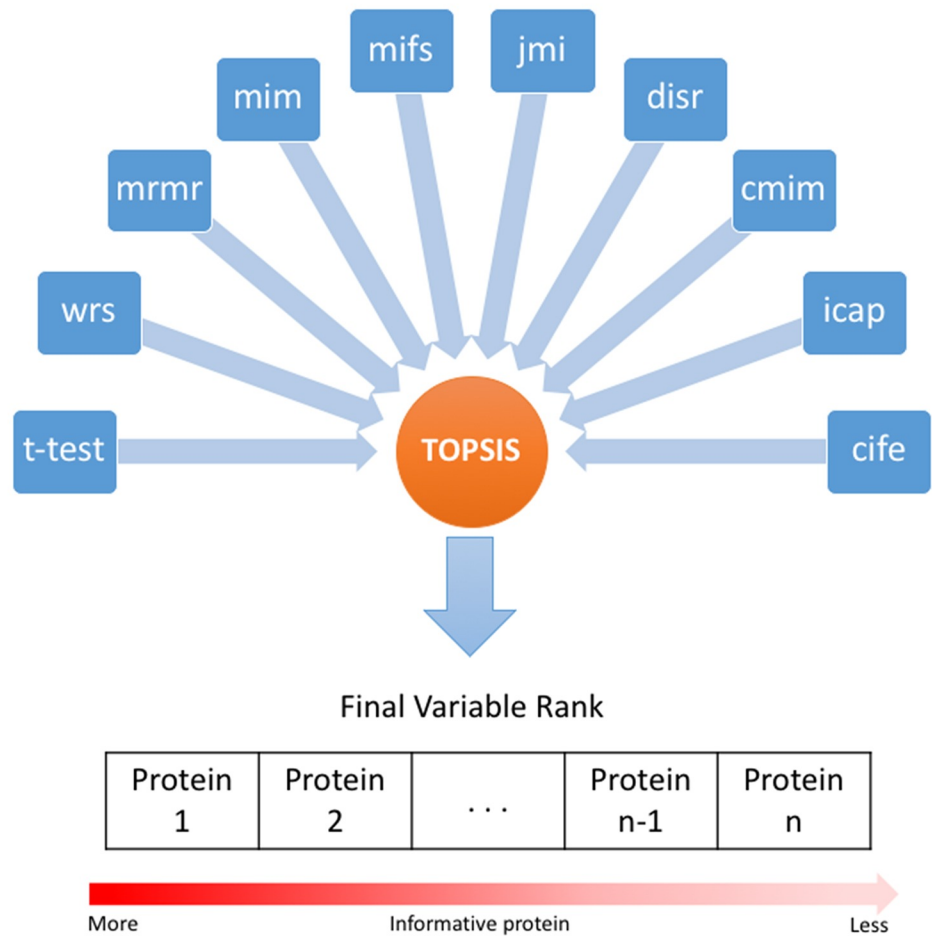 mifs
jmi
mim
disr
mrmr
cmim
wrs
icap
t-test
TOPSIS
cife
Final Variable Rank
Protein
1
Protein
2
. . .
Protein
n-1
Protein
n
More
Informative protein
Less